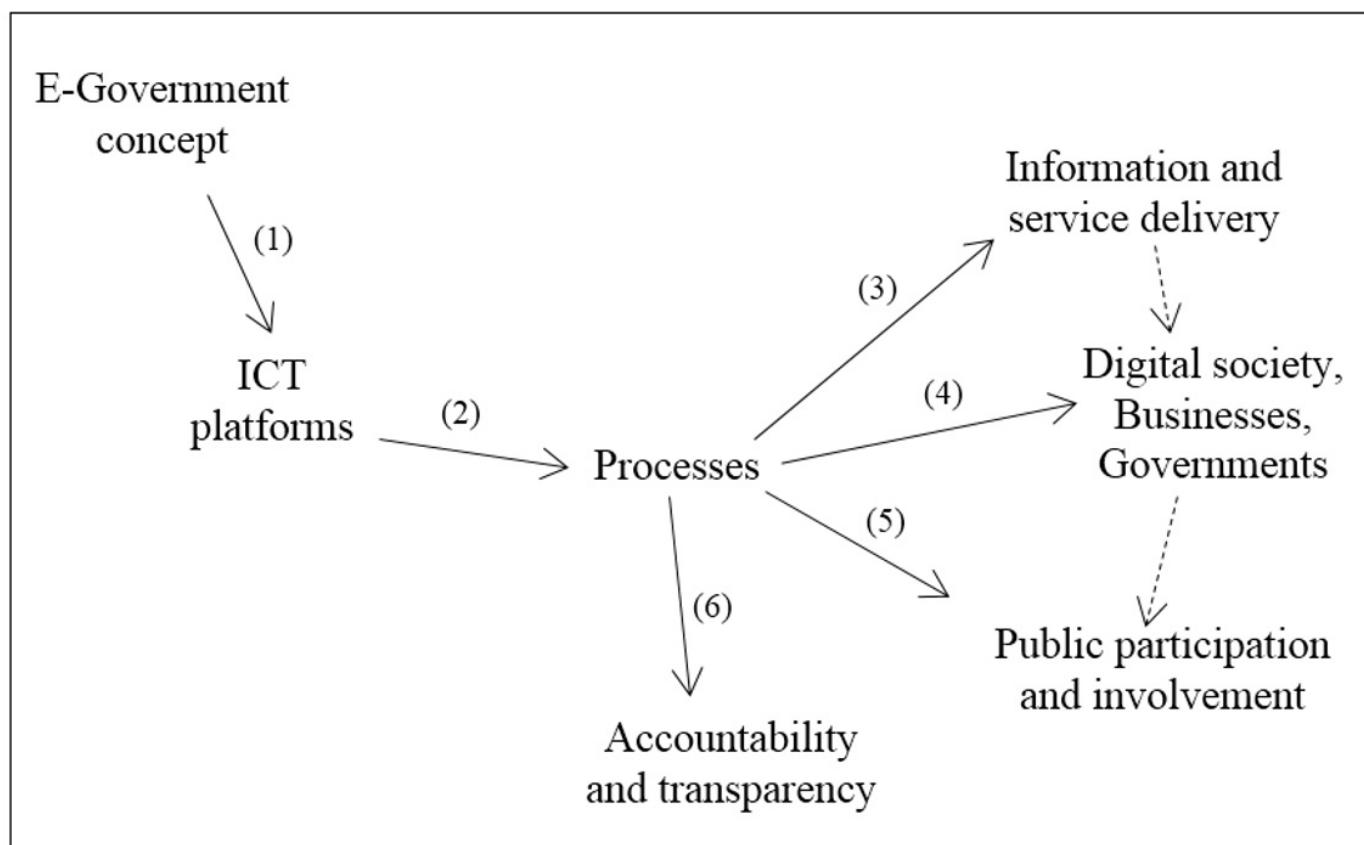 E-Government
concept
(1)
ICT
platforms
(2)
Processes
(3)
Information and
service delivery
(4)
Digital society,
Businesses,
Governments
(5)
Public participation
and involvement
(6)
Accountability
and transparency